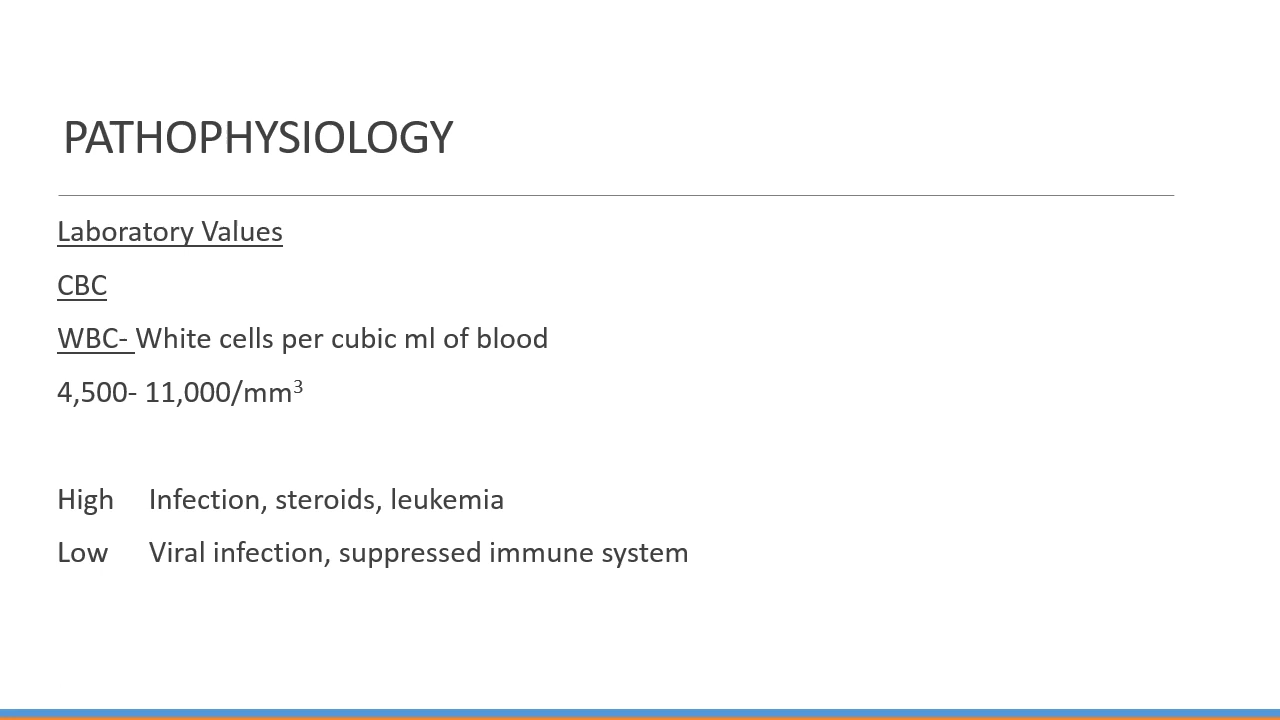 PATHOPHYSIOLOGY
Laboratory Values
CBC
WBC- White cells per cubic ml of blood
4,500- 11,000/mm³
High Infection, steroids, leukemia
Low Viral infection, suppressed immune system